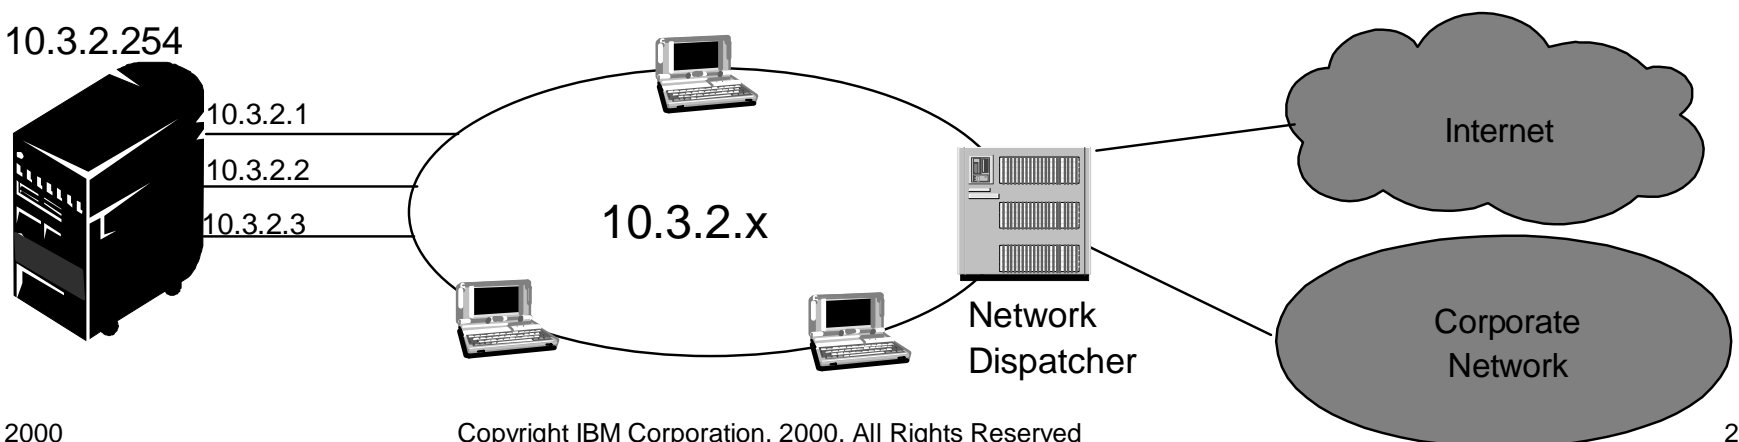 10.3.2.254
10.3.2.1
10.3.2.2
10.3.2.3
10.3.2.x
Network
Dispatcher
Internet
Corporate
Network
2000
Copyright IBM Corporation, 2000. All Rights Reserved
2